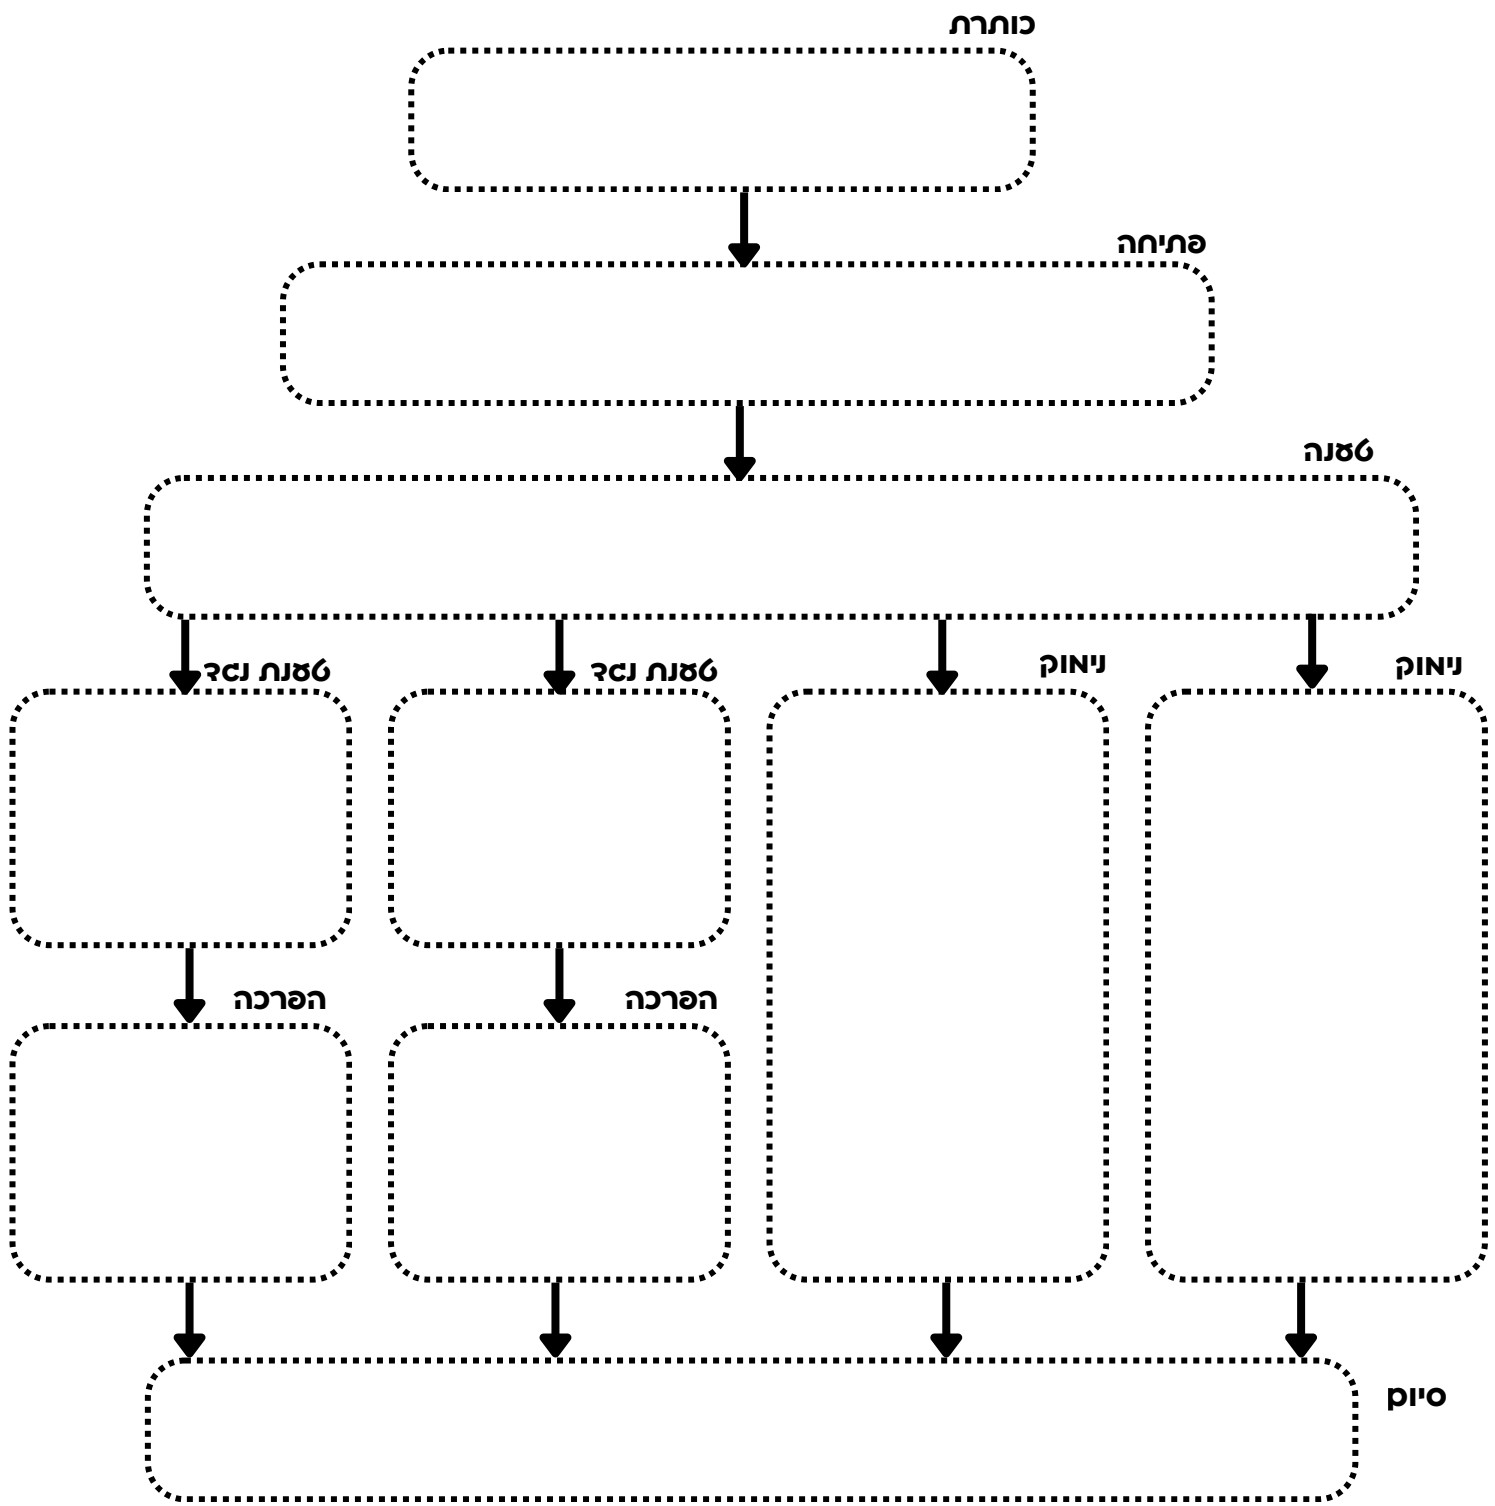 כותרת
פתיחה
טענה
נימוק
נימוק
טענת נגד
טענת נגד
הפרכה
הפרכה
סיום